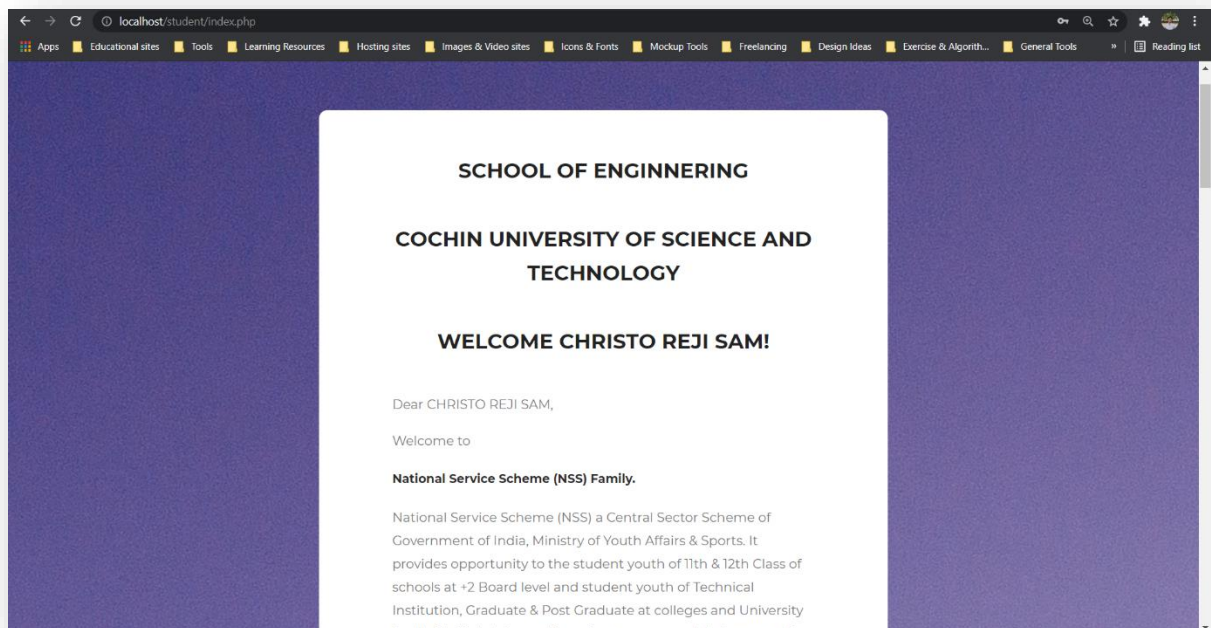 localhost/student/index.php
Apps Educational sites Tools Learning Resources Hosting sites Images & Video sites Icons & Fonts Mockup Tools Freelancing Design Ideas Exercise & Algorith... General Tools » Reading list
SCHOOL OF ENGINNERING
COCHIN UNIVERSITY OF SCIENCE AND
TECHNOLOGY
WELCOME CHRISTO REJI SAM!
Dear CHRISTO REJI SAM,
Welcome to
National Service Scheme (NSS) Family.
National Service Scheme (NSS) a Central Sector Scheme of
Government of India, Ministry of Youth Affairs & Sports. It
provides opportunity to the student youth of 11th & 12th Class of
schools at +2 Board level and student youth of Technical
Institution, Graduate & Post Graduate at colleges and University